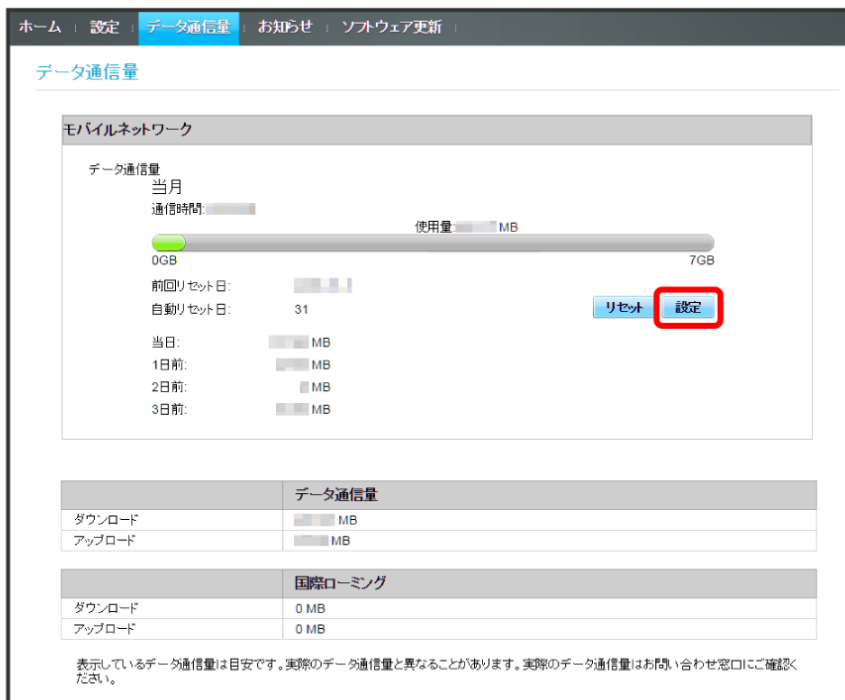 ホーム 設定 データ通信量 お知らせ ソフトウェア更新
データ通信量
モバイルネットワーク
データ通信量
当月
通信時間:
使用量: MB
0GB 7GB
前回リセット日:
自動リセット日: 31 リセット 設定
当日: MB
1日前: MB
2日前: MB
3日前: MB
データ通信量
ダウンロード MB
アップロード MB
国際ローミング
ダウンロード 0 MB
アップロード 0 MB
表示しているデータ通信量は目安です。実際のデータ通信量と異なることがあります。実際のデータ通信量はお問い合わせ窓口にご確認く
ださい。